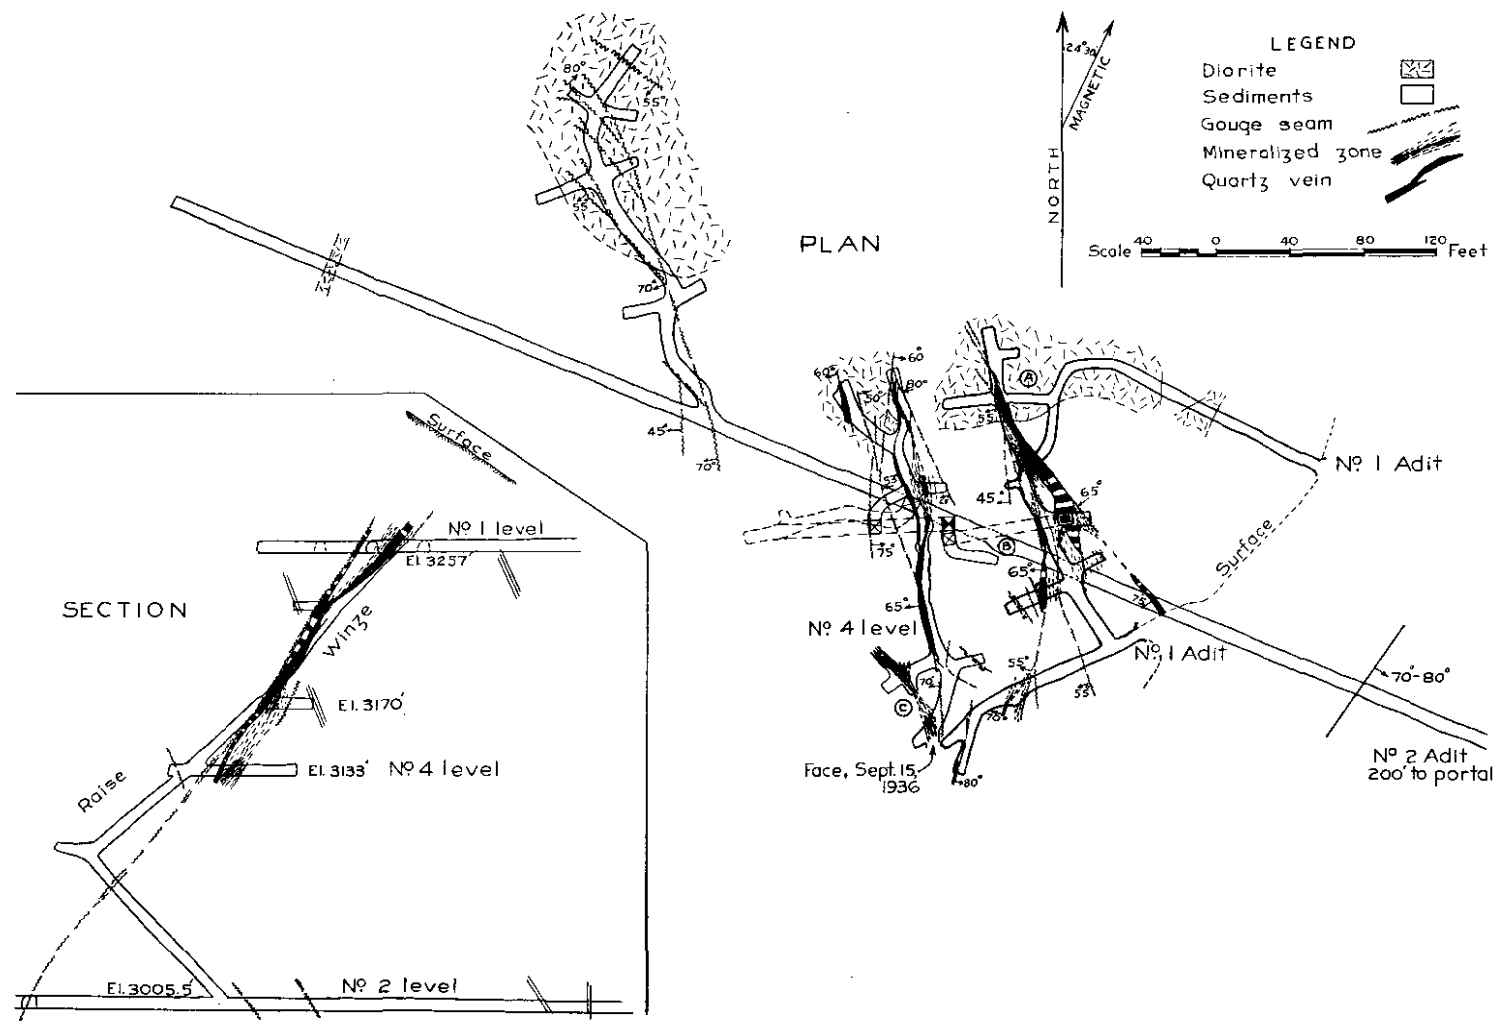 LEGEND
Diorite
Sediments
Gouge seam
Mineralized zone
Quartz vein
24°30'
MAGNETIC
NORTH
Scale 40 0 40 80 120 Feet
PLAN
80°
55°
55
70°
45°
70°
60°
60°
80°
50°
A
55
Nº 1 Adit
53
45°
65°
75°
B
Surface
65°
75
65°
Nº 4 level
Nº 1 Adit
55°
70°
55
C
75°
70°-80°
Nº 2 Adit
200' to portal
Face, Sept. 15,
1936
80°
Surface
Nº 1 level
El. 3257'
SECTION
Winze
El. 3170'
El. 3133' Nº 4 level
Raise
El. 3005.5'
Nº 2 level